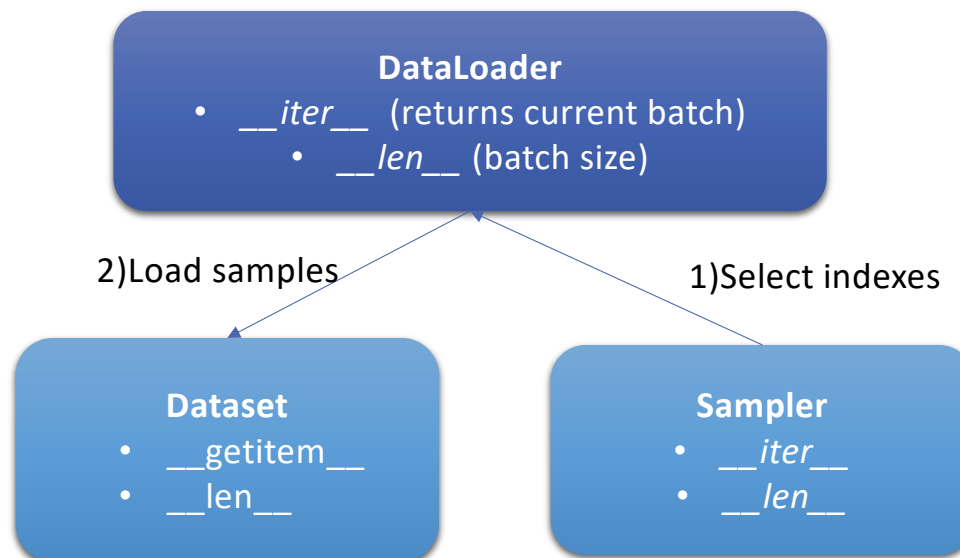 DataLoader
• __iter__ (returns current batch)
• __len__ (batch size)
2)Load samples
1)Select indexes
Dataset
• __getitem__
• __len__
Sampler
• __iter__
• __len__